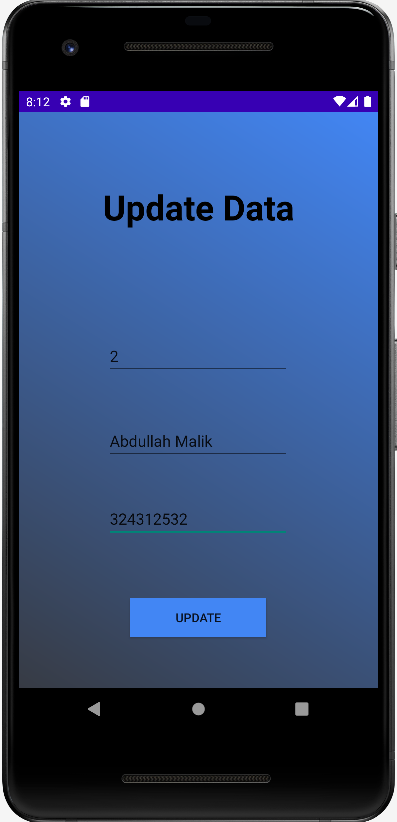 8:12
Update Data
2
Abdullah Malik
324312532
UPDATE